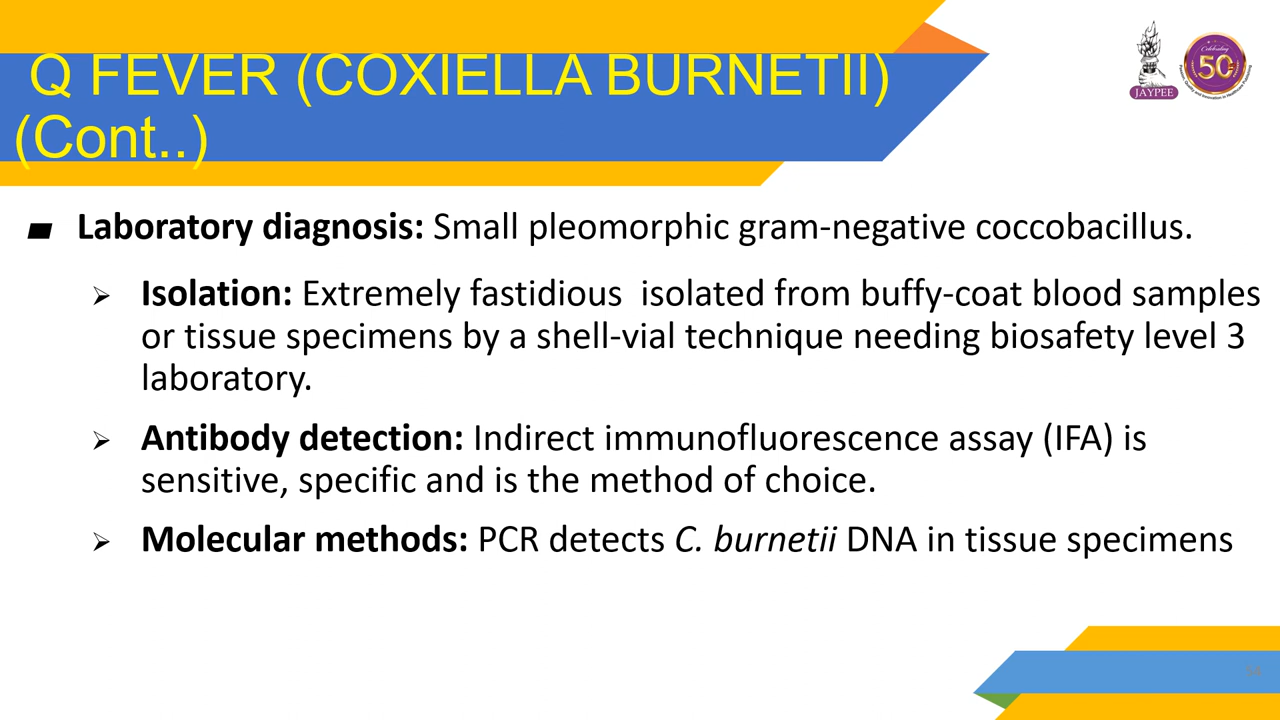 Q FEVER (COXIELLA BURNETII)
(Cont..)
JAYPEE
Celebrating
50
Laboratory diagnosis: Small pleomorphic gram-negative coccobacillus.
Isolation: Extremely fastidious  isolated from buffy-coat blood samples
or tissue specimens by a shell-vial technique needing biosafety level 3
laboratory.
Antibody detection: Indirect immunofluorescence assay (IFA) is
sensitive, specific and is the method of choice.
Molecular methods: PCR detects C. burnetii DNA in tissue specimens